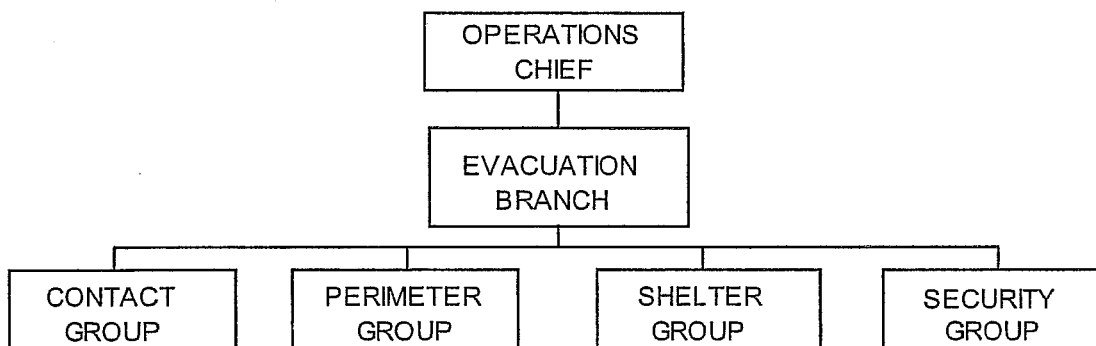 OPERATIONS
CHIEF
EVACUATION
BRANCH
CONTACT
GROUP
PERIMETER
GROUP
SHELTER
GROUP
SECURITY
GROUP